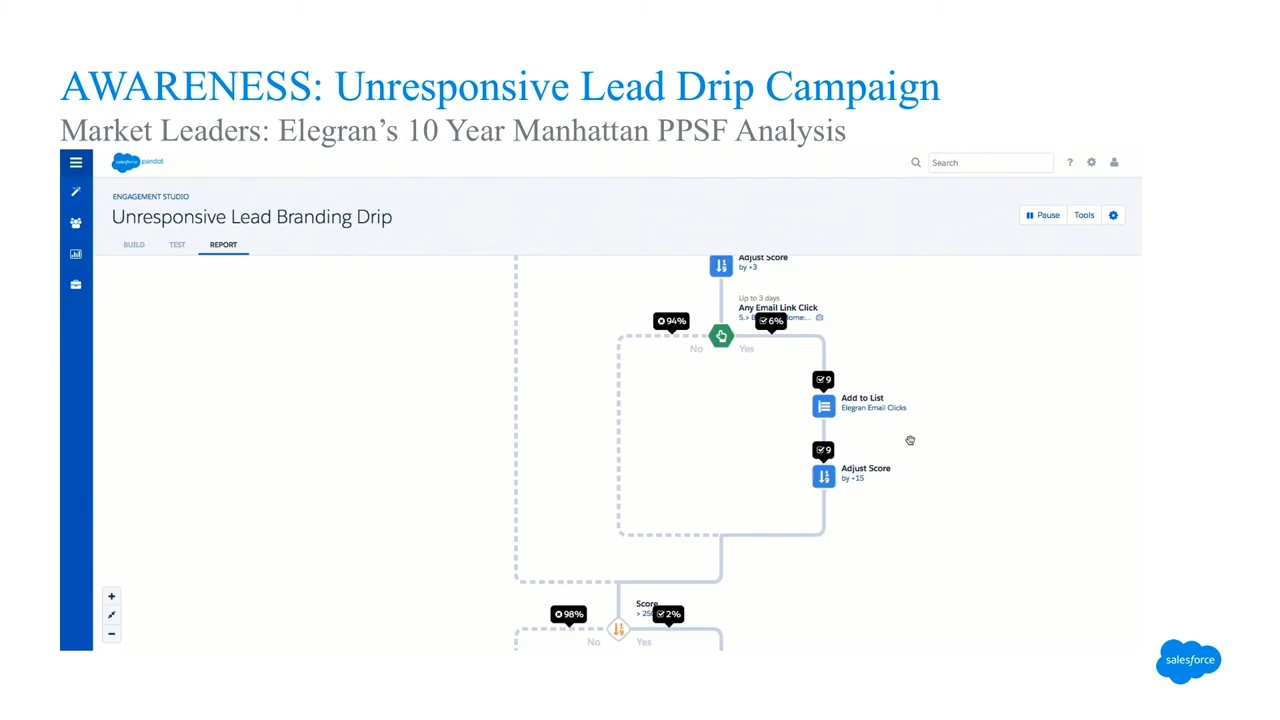 AWARENESS: Unresponsive Lead Drip Campaign
Market Leaders: Elegran's 10 Year Manhattan PPSF Analysis
salesforce pardot
Search
?
ENGAGEMENT STUDIO
Unresponsive Lead Branding Drip
Pause
Tools
BUILD
TEST
REPORT
Adjust Score
by +3
Up to 3 days
Any Email Link Click
5.>
ome:...
94%
6%
No
Yes
9
Add to List
Elegran Email Clicks
9
Adjust Score
by +15
Score
98%
2%
No
Yes
salesforce